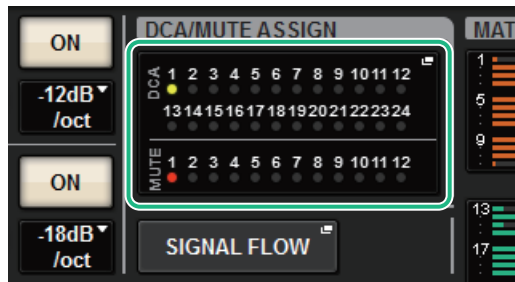 ON
-12dB
/oct
ON
-18dB
/oct
DCA/MUTE ASSIGN
DCA
1 2 3 4 5 6 7 8 9 10 11 12
13 14 15 16 17 18 19 20 21 22 23 24
MUTE
1 2 3 4 5 6 7 8 9 10 11 12
SIGNAL FLOW
MAT
1
5
9
13
17